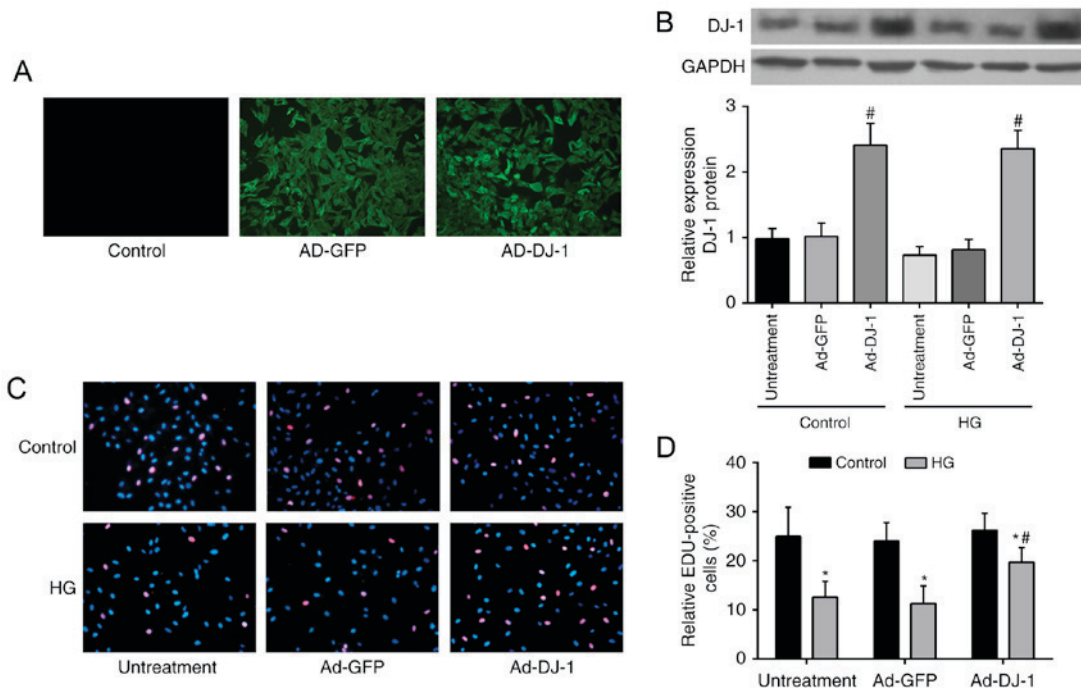 A
Control
AD-GFP
AD-DJ-1
B
DJ-1
GAPDH
Relative expression
DJ-1 protein
3
2
1
0
#
#
Untreatment
Ad-GFP
Ad-DJ-1
Untreatment
Ad-GFP
Ad-DJ-1
Control
HG
C
Control
HG
Untreatment
Ad-GFP
Ad-DJ-1
D
Control
HG
Relative EDU-positive
cells (%)
40
30
20
10
0
*
*
*#
Untreatment
Ad-GFP
Ad-DJ-1